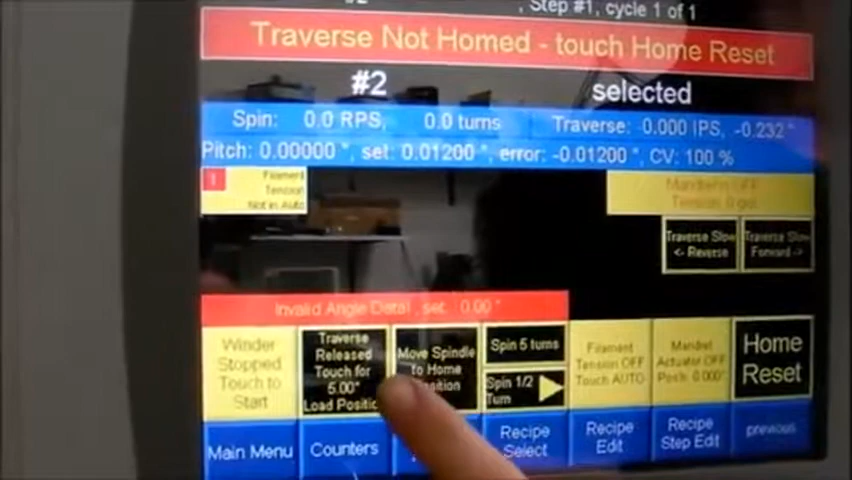 , Step #1, cycle 1 of 1
Traverse Not Homed - touch Home Reset
#2 selected
Spin: 0.0 RPS, 0.0 turns Traverse: 0.000 IPS, -0.232 "
Pitch: 0.00000 ", set: 0.01200 ", error: -0.01200 ", CV: 100 %
1
Filament
Tension
Not in Auto
Mandrel OFF
Tension 0 gm
Traverse Slow
<- Reverse
Traverse Slow
Forward ->
Invalid Angle Data!, set: 0.00 °
Winder
Stopped
Touch to
Start
Traverse
Released
Touch for
5.00"
Load Positio
Move Spindle
to Home
osition
Spin 5 turns
Spin 1/2
Turn
Filament
Tension OFF
Touch AUTO
Mandrel
Actuator OFF
Posn: 0.000"
Home
Reset
Main Menu
Counters
Recipe
Select
Recipe
Edit
Recipe
Step Edit
previous